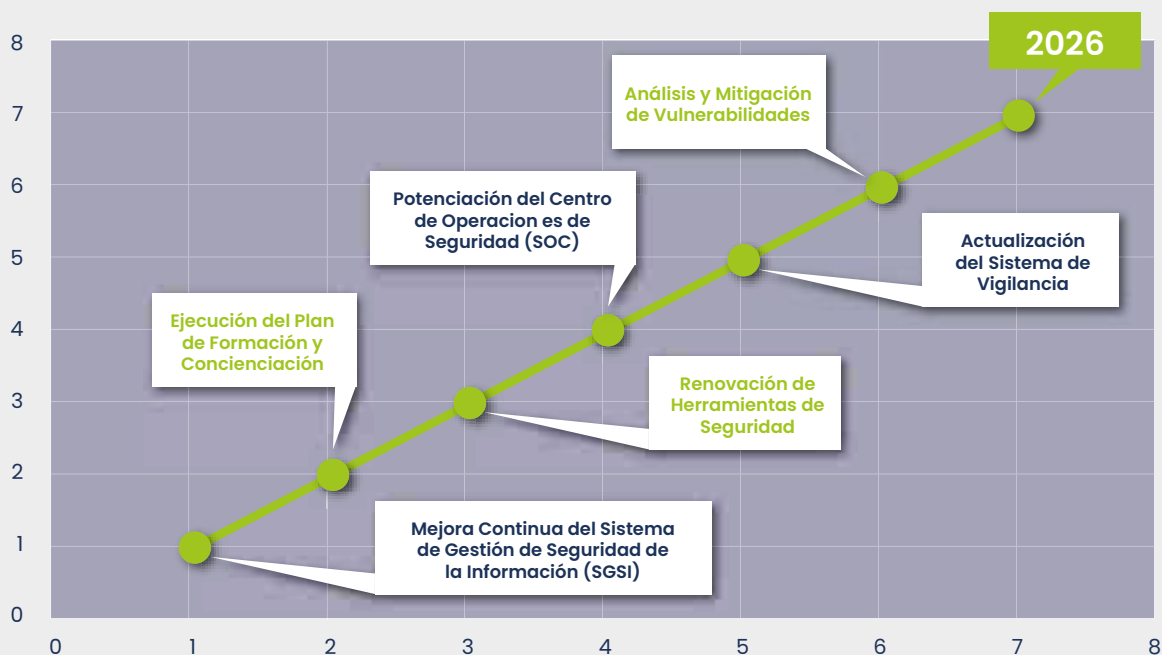 8
2026
Análisis y Mitigación
de Vulnerabilidades
7
6
Potenciación del Centro
de Operacion es de
Seguridad (SOC)
Actualización
del Sistema de
Vigilancia
5
Ejecución del Plan
de Formación y
Concienciación
4
Renovación de
Herramientas de
Seguridad
3
2
Mejora Continua del Sistema
de Gestión de Seguridad de
la Información (SGSI)
1
0
0 1 2 3 4 5 6 7 8